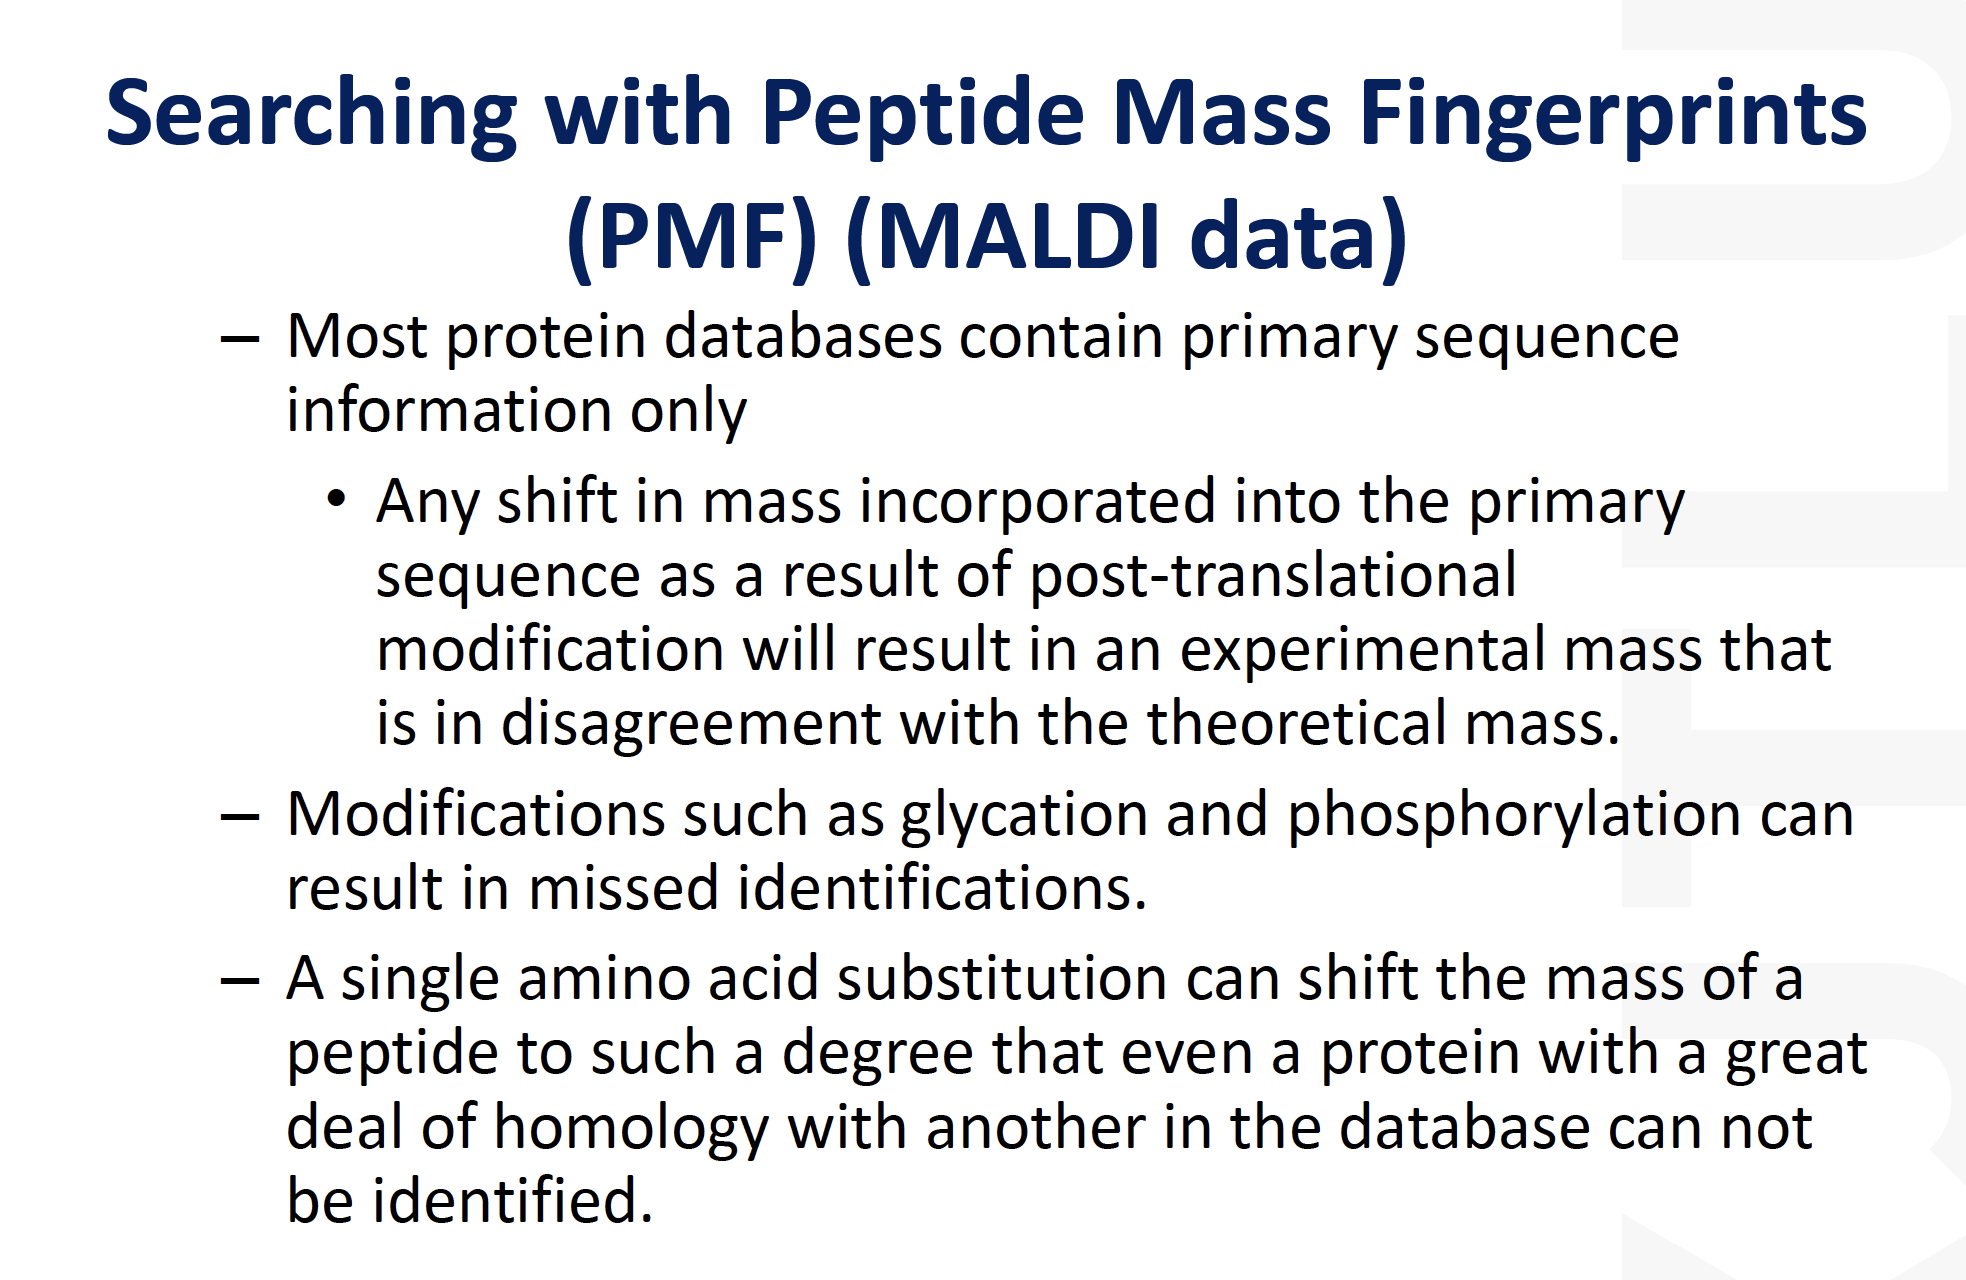 Searching with Peptide Mass Fingerprints
(PMF) (MALDI data)
– Most protein databases contain primary sequence
information only
• Any shift in mass incorporated into the primary
sequence as a result of post-translational
modification will result in an experimental mass that
is in disagreement with the theoretical mass.
– Modifications such as glycation and phosphorylation can
result in missed identifications.
– A single amino acid substitution can shift the mass of a
peptide to such a degree that even a protein with a great
deal of homology with another in the database can not
be identified.